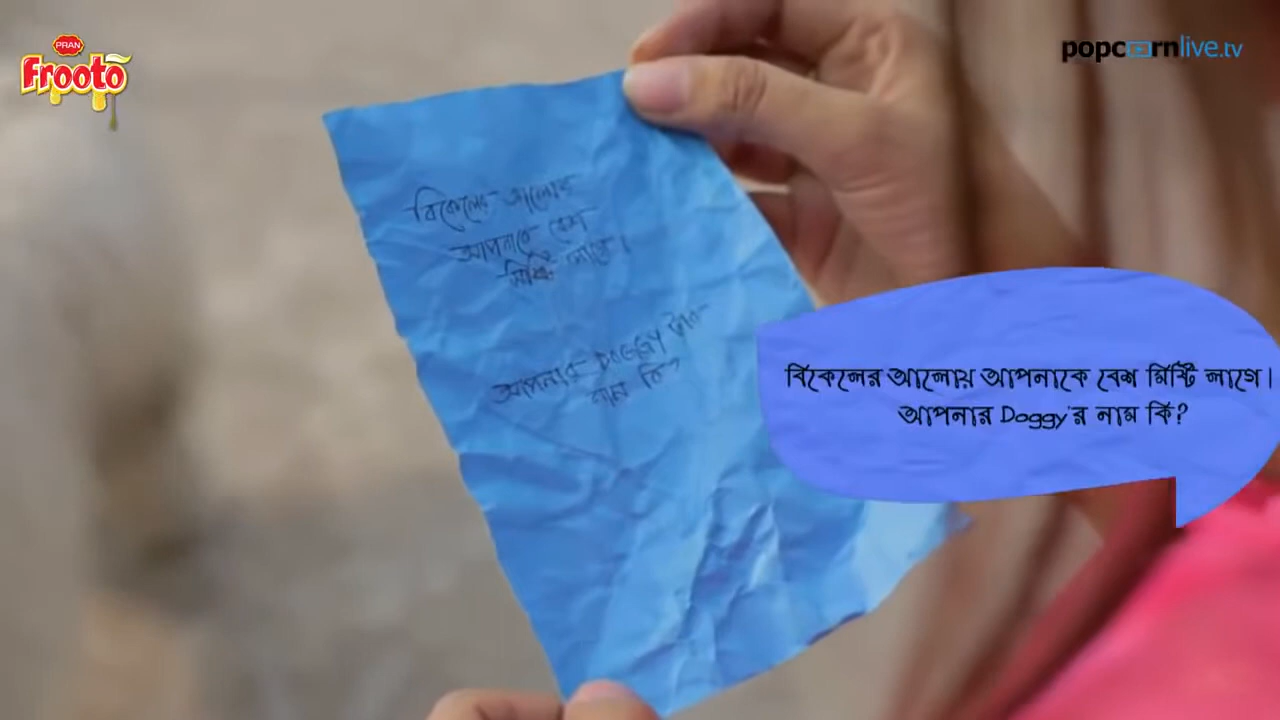 PRAN
Frooto
popcornlive.tv
বিকেলের আলোয়
আপনাকে বেশ
মিষ্টি লাগে।
আপনার DOGGY টার
নাম কি?
বিকেলের আলোয় আপনাকে বেশ মিষ্টি লাগে।
আপনার Doggy'র নাম কি?